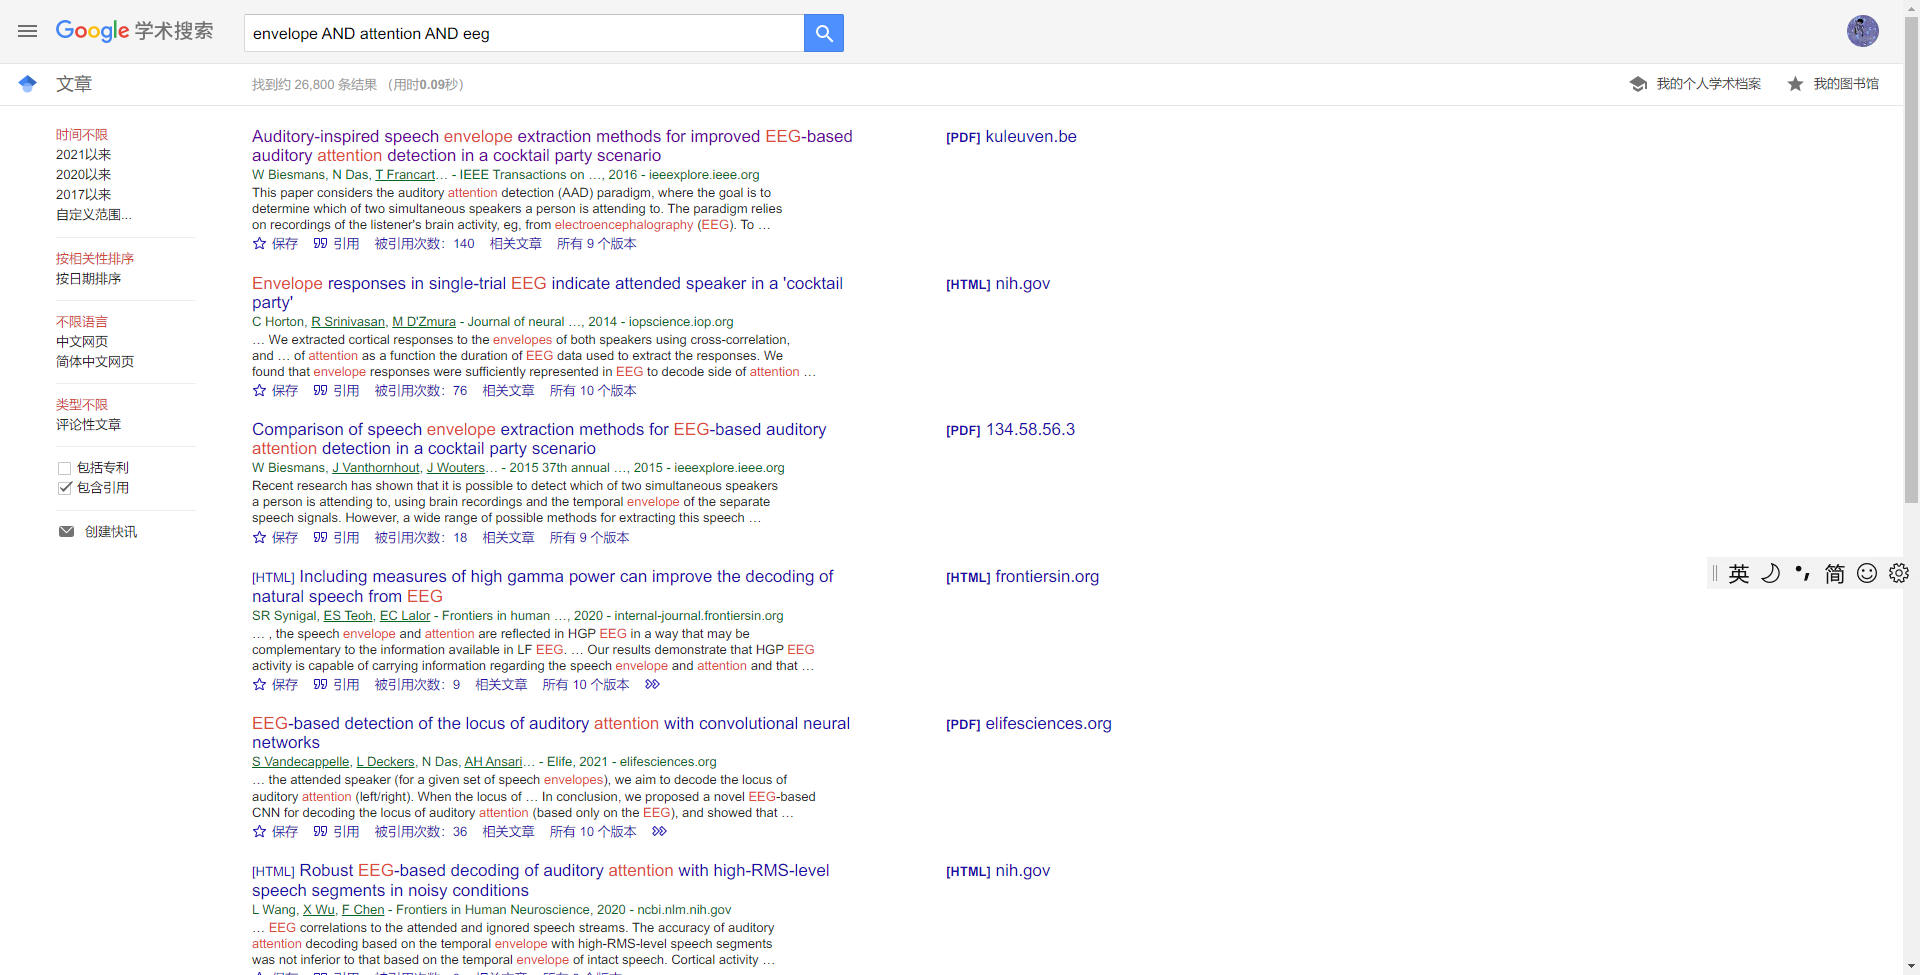 Google 学术搜索
envelope AND attention AND eeg
文章
找到约 26,800 条结果 （用时0.09秒）
我的个人学术档案
我的图书馆
时间不限
2021以来
2020以来
2017以来
自定义范围...
按相关性排序
按日期排序
不限语言
中文网页
简体中文网页
类型不限
评论性文章
包括专利
包含引用
创建快讯
Auditory-inspired speech envelope extraction methods for improved EEG-based
auditory attention detection in a cocktail party scenario
W Biesmans, N Das, T Francart… - IEEE Transactions on …, 2016 - ieeexplore.ieee.org
This paper considers the auditory attention detection (AAD) paradigm, where the goal is to
determine which of two simultaneous speakers a person is attending to. The paradigm relies
on recordings of the listener's brain activity, eg, from electroencephalography (EEG). To …
保存 引用 被引用次数：140 相关文章 所有 9 个版本
[PDF] kuleuven.be
Envelope responses in single-trial EEG indicate attended speaker in a 'cocktail
party'
C Horton, R Srinivasan, M D'Zmura - Journal of neural …, 2014 - iopscience.iop.org
… We extracted cortical responses to the envelopes of both speakers using cross-correlation,
and … of attention as a function the duration of EEG data used to extract the responses. We
found that envelope responses were sufficiently represented in EEG to decode side of attention …
保存 引用 被引用次数：76 相关文章 所有 10 个版本
[HTML] nih.gov
Comparison of speech envelope extraction methods for EEG-based auditory
attention detection in a cocktail party scenario
W Biesmans, J Vanthornhout, J Wouters… - 2015 37th annual …, 2015 - ieeexplore.ieee.org
Recent research has shown that it is possible to detect which of two simultaneous speakers
a person is attending to, using brain recordings and the temporal envelope of the separate
speech signals. However, a wide range of possible methods for extracting this speech …
保存 引用 被引用次数：18 相关文章 所有 9 个版本
[PDF] 134.58.56.3
[HTML] Including measures of high gamma power can improve the decoding of
natural speech from EEG
SR Synigal, ES Teoh, EC Lalor - Frontiers in human …, 2020 - internal-journal.frontiersin.org
… , the speech envelope and attention are reflected in HGP EEG in a way that may be
complementary to the information available in LF EEG. … Our results demonstrate that HGP EEG
activity is capable of carrying information regarding the speech envelope and attention and that …
保存 引用 被引用次数：9 相关文章 所有 10 个版本
[HTML] frontiersin.org
EEG-based detection of the locus of auditory attention with convolutional neural
networks
S Vandecappelle, L Deckers, N Das, AH Ansari… - Elife, 2021 - elifesciences.org
… the attended speaker (for a given set of speech envelopes), we aim to decode the locus of
auditory attention (left/right). When the locus of … In conclusion, we proposed a novel EEG-based
CNN for decoding the locus of auditory attention (based only on the EEG), and showed that …
保存 引用 被引用次数：36 相关文章 所有 10 个版本
[PDF] elifesciences.org
[HTML] Robust EEG-based decoding of auditory attention with high-RMS-level
speech segments in noisy conditions
L Wang, X Wu, F Chen - Frontiers in Human Neuroscience, 2020 - ncbi.nlm.nih.gov
… EEG correlations to the attended and ignored speech streams. The accuracy of auditory
attention decoding based on the temporal envelope with high-RMS-level speech segments
was not inferior to that based on the temporal envelope of intact speech. Cortical activity …
[HTML] nih.gov
英 简